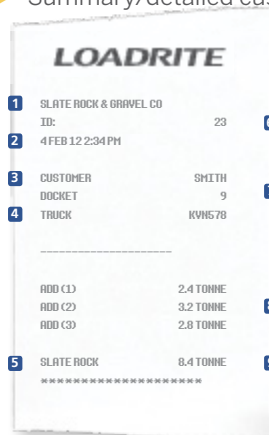 Summary/detailed cus
LOADRITE
1 SLATE ROCK & GRAVEL CO
ID: 23
2 4 FEB 12 2:34 PM
3 CUSTOMER SMITH
DOCKET 9
4 TRUCK KVN578
--------------------
ADD (1) 2.4 TONNE
ADD (2) 3.2 TONNE
ADD (3) 2.8 TONNE
5 SLATE ROCK 8.4 TONNE
********************